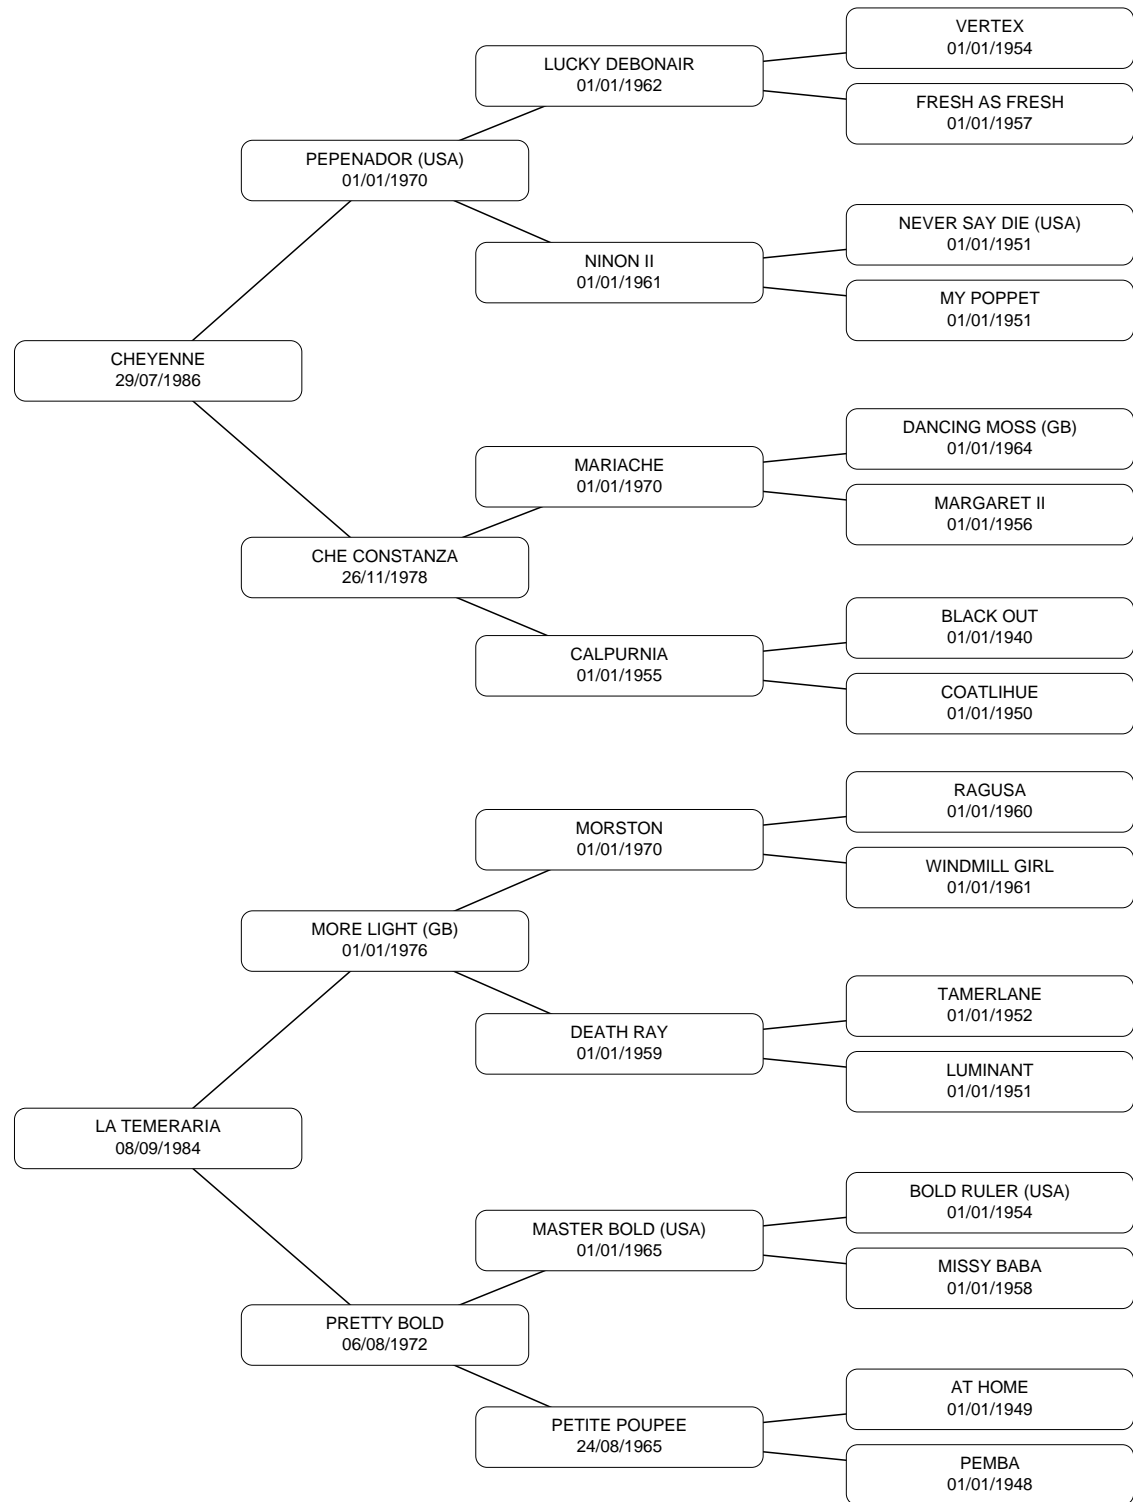 VERTEX
01/01/1954
LUCKY DEBONAIR
01/01/1962
FRESH AS FRESH
01/01/1957
PEPENADOR (USA)
01/01/1970
NEVER SAY DIE (USA)
01/01/1951
NINON II
01/01/1961
MY POPPET
01/01/1951
CHEYENNE
29/07/1986
DANCING MOSS (GB)
01/01/1964
MARIACHE
01/01/1970
MARGARET II
01/01/1956
CHE CONSTANZA
26/11/1978
BLACK OUT
01/01/1940
CALPURNIA
01/01/1955
COATLIHUE
01/01/1950
RAGUSA
01/01/1960
MORSTON
01/01/1970
WINDMILL GIRL
01/01/1961
MORE LIGHT (GB)
01/01/1976
TAMERLANE
01/01/1952
DEATH RAY
01/01/1959
LUMINANT
01/01/1951
LA TEMERARIA
08/09/1984
BOLD RULER (USA)
01/01/1954
MASTER BOLD (USA)
01/01/1965
MISSY BABA
01/01/1958
PRETTY BOLD
06/08/1972
AT HOME
01/01/1949
PETITE POUPEE
24/08/1965
PEMBA
01/01/1948